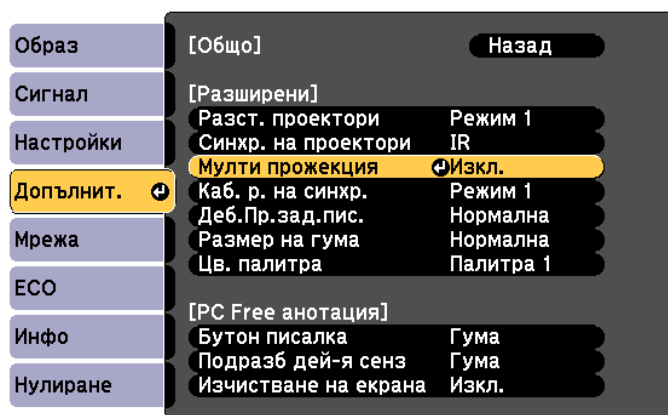 Образ
Сигнал
Настройки
Допълнит.
Мрежа
ECO
Инфо
Нулиране
[Общо] Назад
[Разширени]
Разст. проектори Режим 1
Синхр. на проектори IR
Мулти прожекция Изкл.
Каб. р. на синхр. Режим 1
Деб.Пр.зад.пис. Нормална
Размер на гума Нормална
Цв. палитра Палитра 1
[PC Free анотация]
Бутон писалка Гума
Подразб дей-я сенз Гума
Изчистване на екрана Изкл.